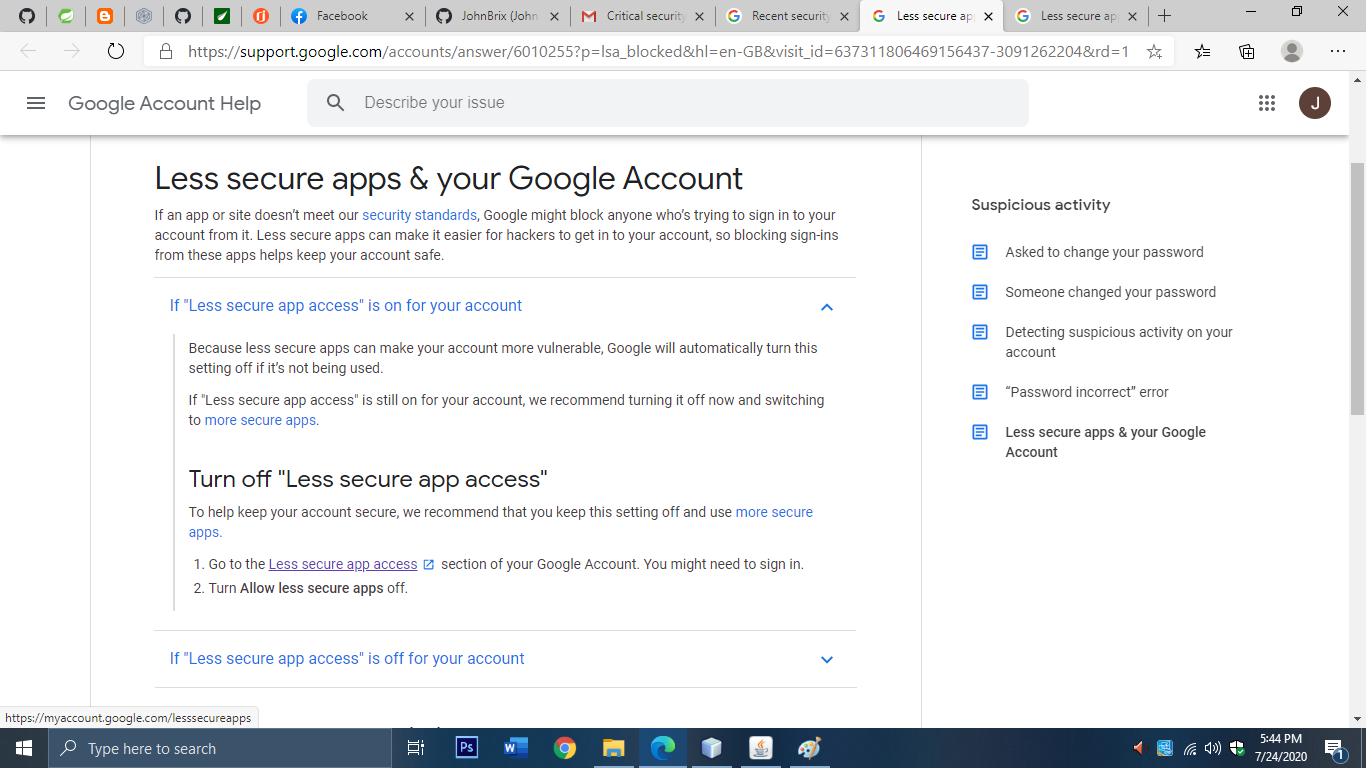 Facebook
JohnBrix (John
Critical security
Recent security
Less secure ap
Less secure ap
https://support.google.com/accounts/answer/6010255?p=lsa_blocked&hl=en-GB&visit_id=637311806469156437-3091262204&rd=1
Google Account Help
Describe your issue
J
Less secure apps & your Google Account
If an app or site doesn’t meet our security standards, Google might block anyone who’s trying to sign in to your
account from it. Less secure apps can make it easier for hackers to get in to your account, so blocking sign-ins
from these apps helps keep your account safe.
If "Less secure app access" is on for your account
Because less secure apps can make your account more vulnerable, Google will automatically turn this
setting off if it’s not being used.
If "Less secure app access" is still on for your account, we recommend turning it off now and switching
to more secure apps.
Turn off "Less secure app access"
To help keep your account secure, we recommend that you keep this setting off and use more secure
apps.
1. Go to the Less secure app access section of your Google Account. You might need to sign in.
2. Turn Allow less secure apps off.
If "Less secure app access" is off for your account
Suspicious activity
Asked to change your password
Someone changed your password
Detecting suspicious activity on your
account
“Password incorrect” error
Less secure apps & your Google
Account
https://myaccount.google.com/lesssecureapps
Type here to search
Ps
W
5:44 PM
7/24/2020
1